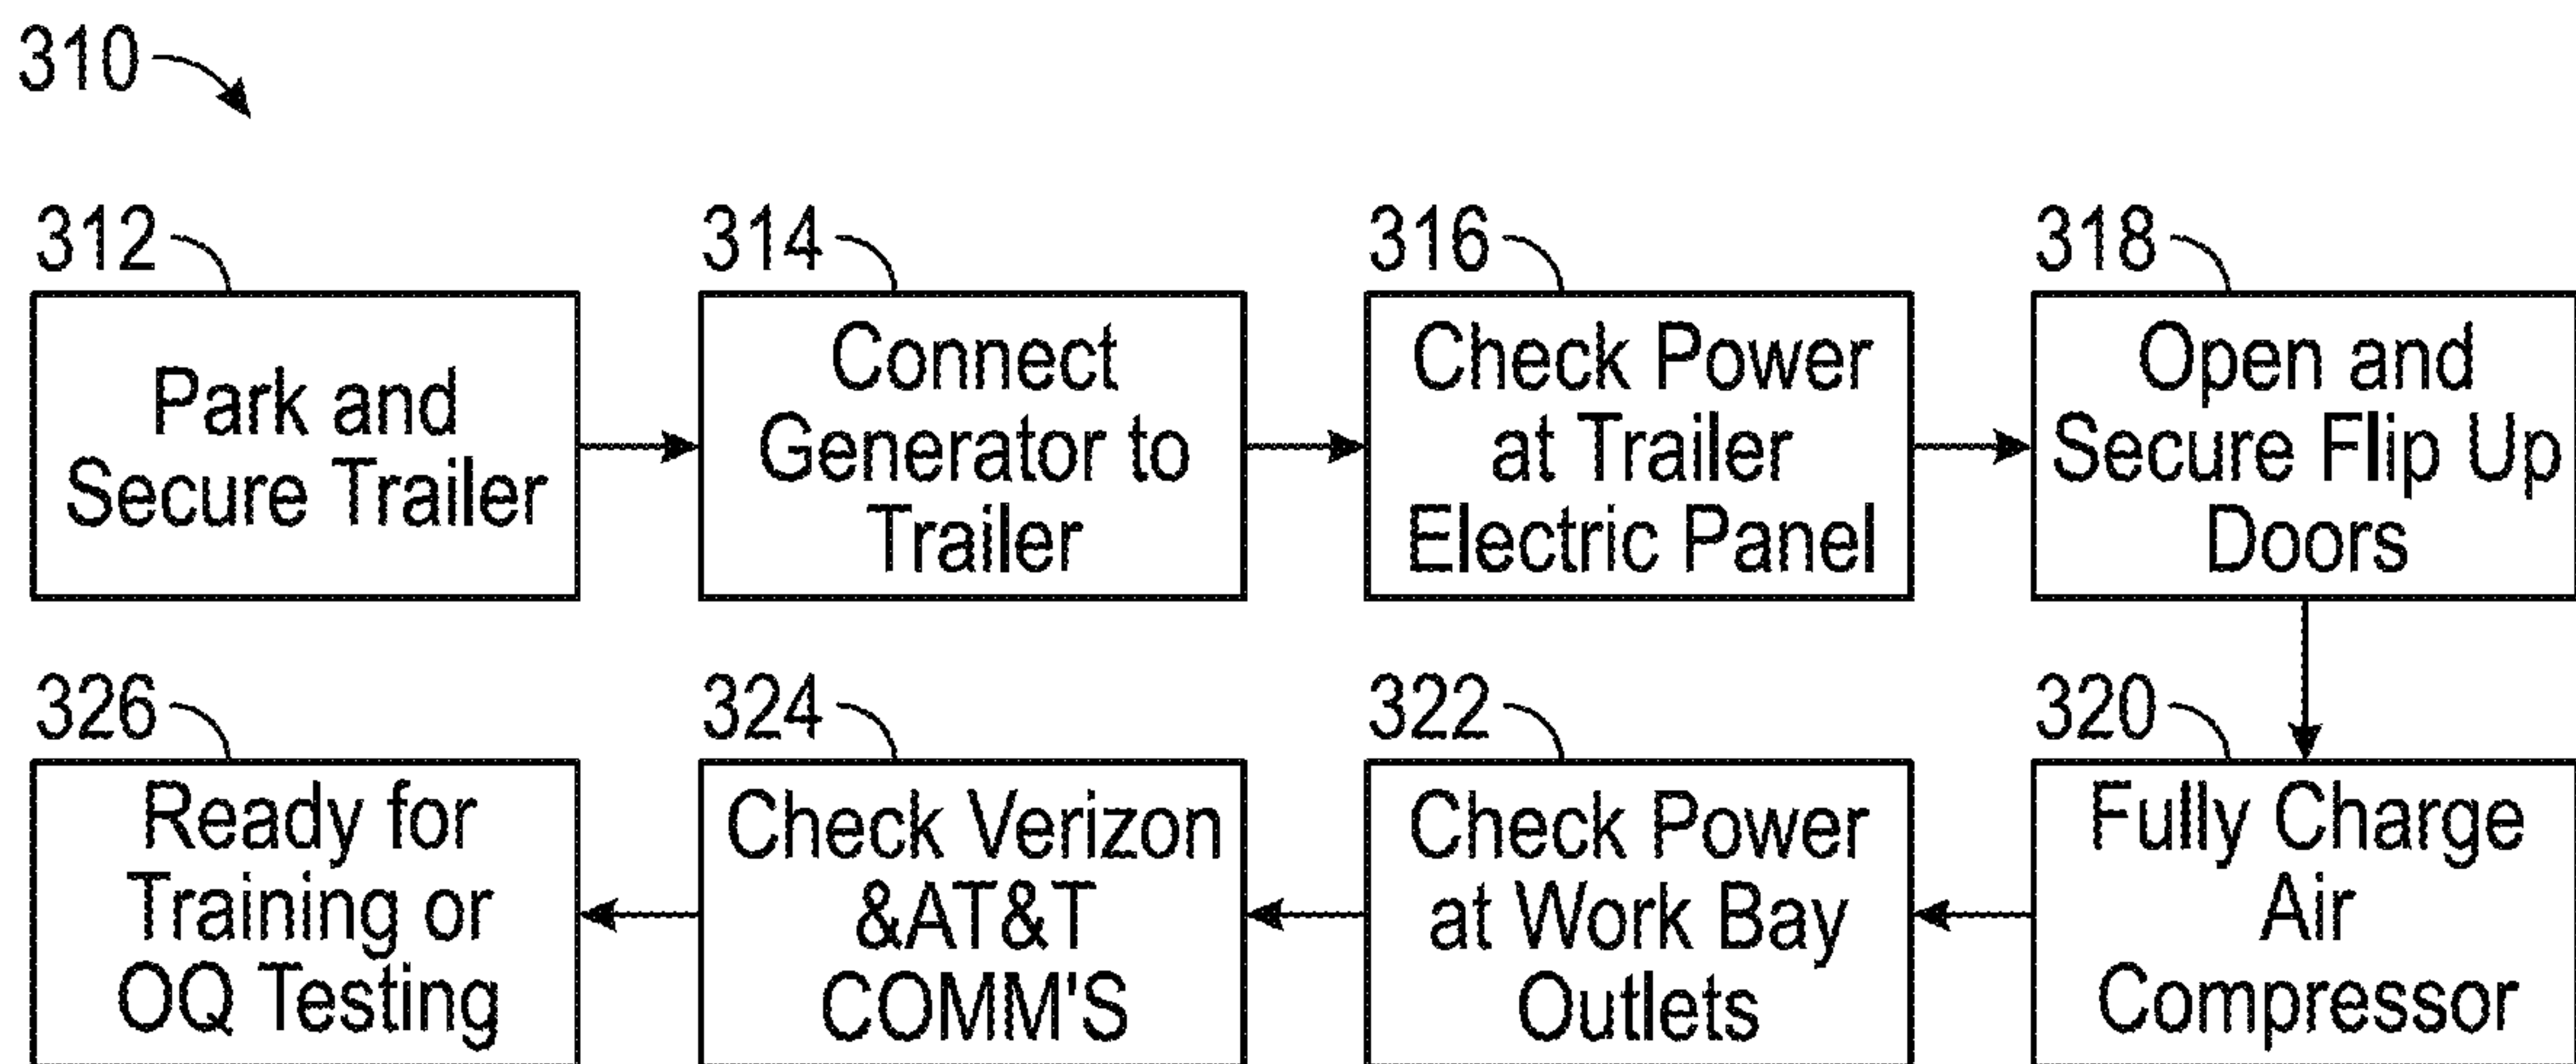 310
312
Park and
Secure Trailer
314
Connect
Generator to
Trailer
316
Check Power
at Trailer
Electric Panel
318
Open and
Secure Flip Up
Doors
320
Fully Charge
Air
Compressor
322
Check Power
at Work Bay
Outlets
324
Check Verizon
&AT&T
COMM'S
326
Ready for
Training or
OQ Testing